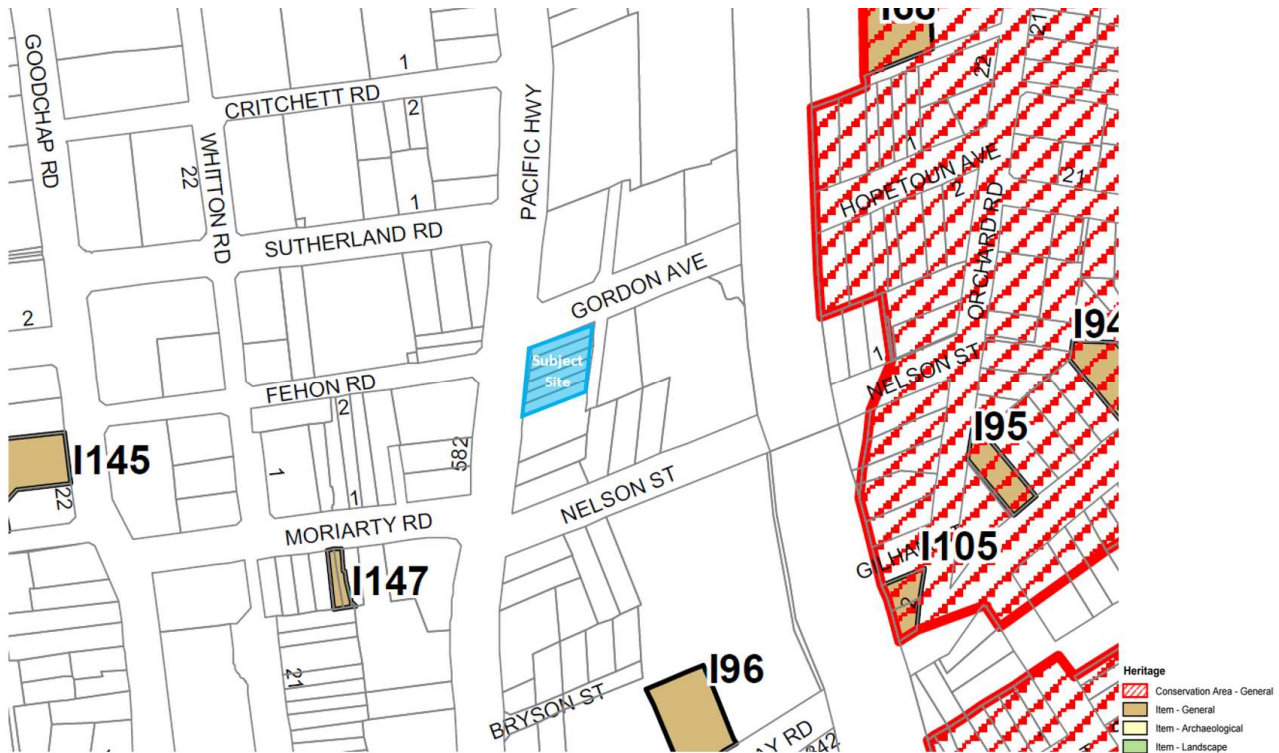 GOODCHAP RD
CRITCHETT RD
1
2
WHITTON RD
22
PACIFIC HWY
1
SUTHERLAND RD
2
GORDON AVE
Subject
Site
FEHON RD
2
1
1
582
I145
22
MORIARTY RD
NELSON ST
I147
21
BRYSON ST
I96
I68
21
22
1
HOPETOUN AVE
2
21
ORCHARD RD
I94
1
NELSON ST
I95
I105
2
Heritage
Conservation Area - General
Item - General
Item - Archaeological
Item - Landscape